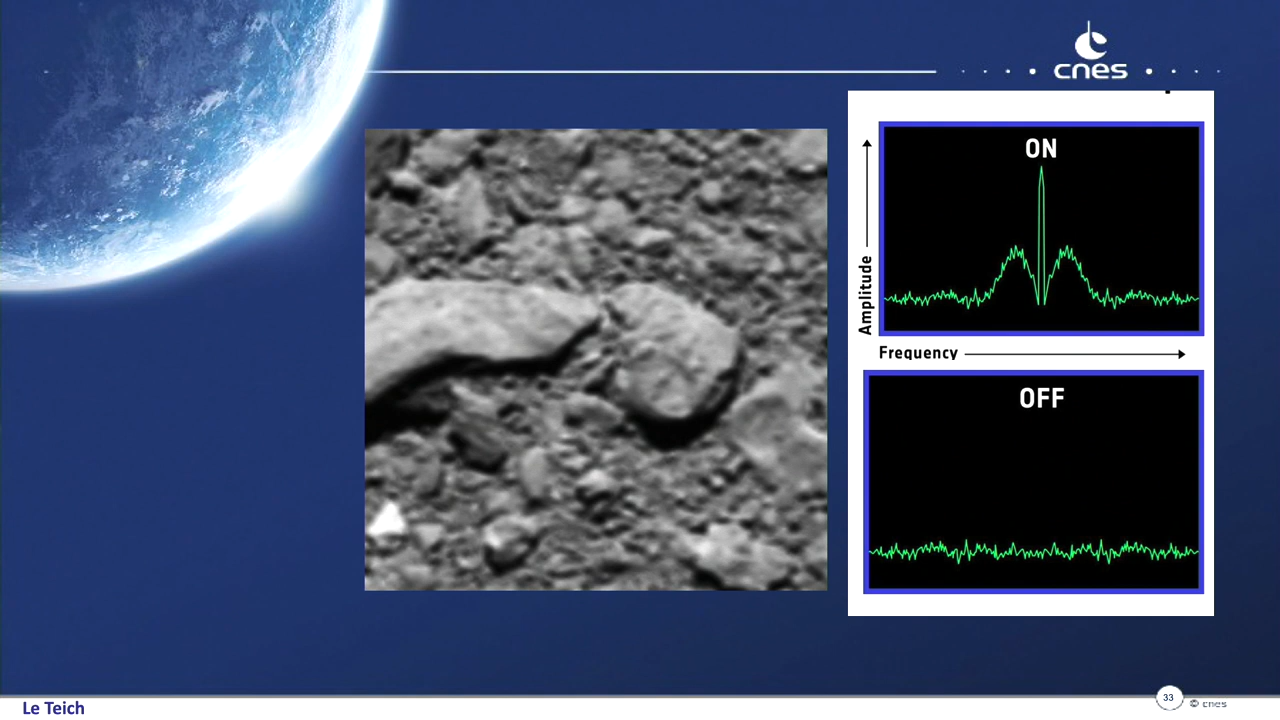 cnes
ON
Amplitude
Frequency
OFF
Le Teich
33
© cnes